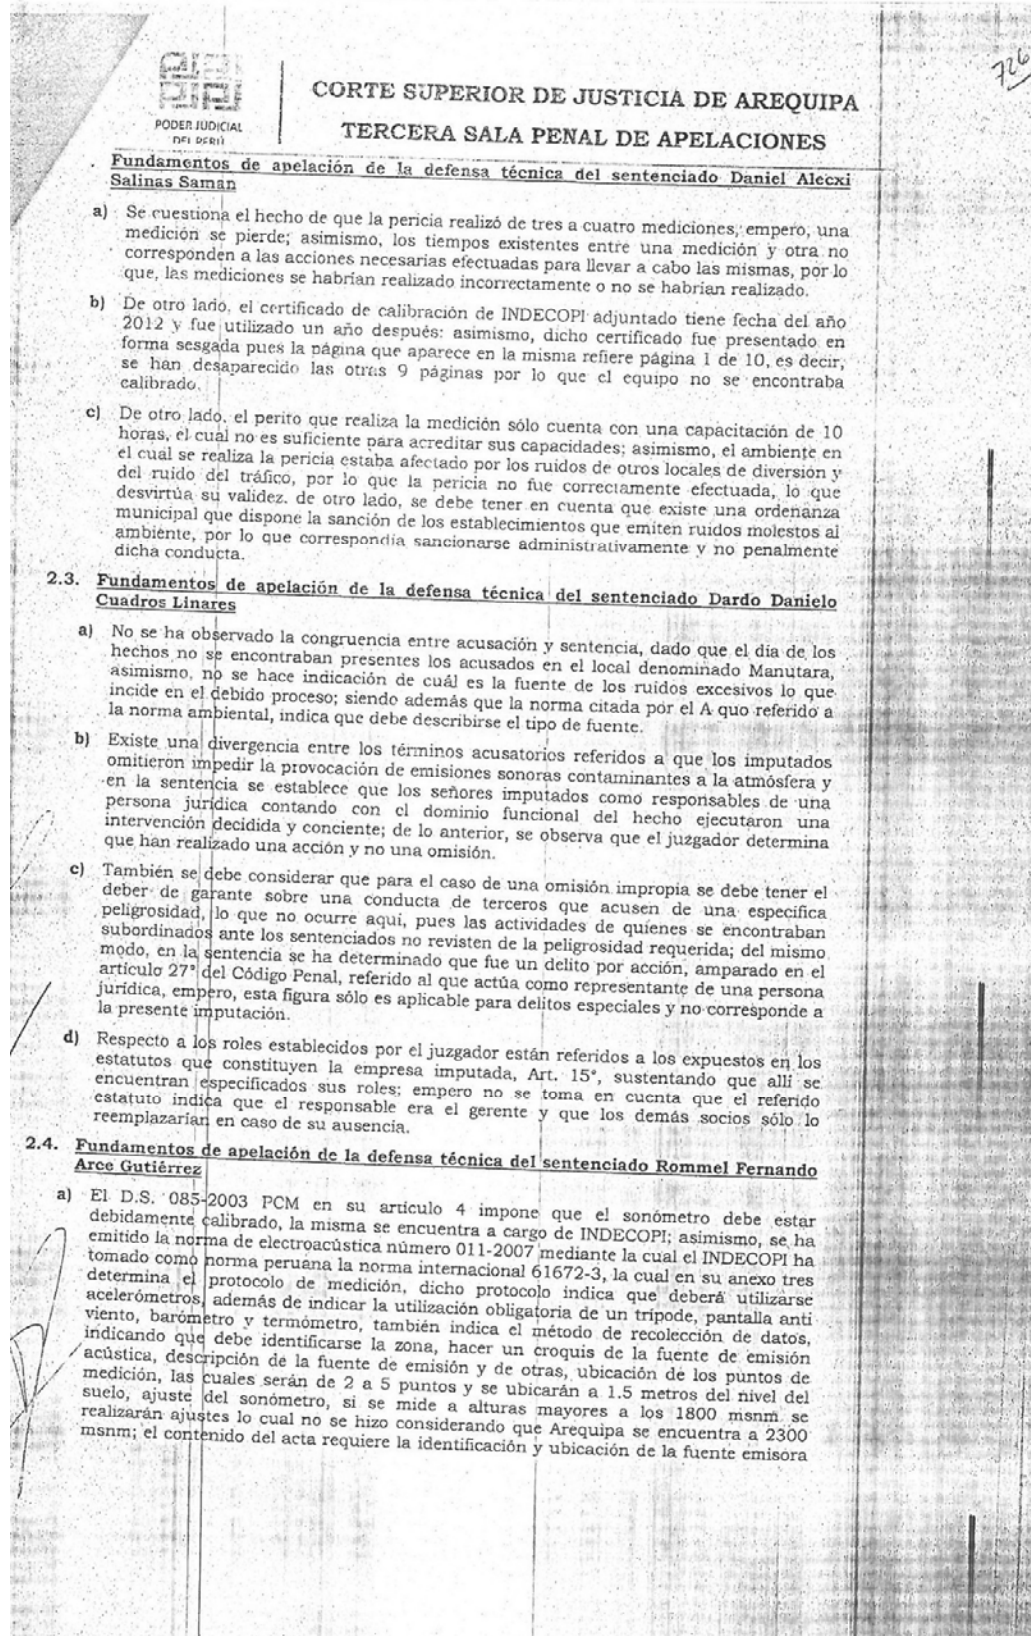 726
CORTE SUPERIOR DE JUSTICIA DE AREQUIPA
PODER JUDICIAL
DEL PERÚ
TERCERA SALA PENAL DE APELACIONES
Fundamentos de apelación de la defensa técnica del sentenciado Daniel Alecxi
Salinas Saman
a) Se cuestiona el hecho de que la pericia realizó de tres a cuatro mediciones, empero, una
medición se pierde; asimismo, los tiempos existentes entre una medición y otra no
corresponden a las acciones necesarias efectuadas para llevar a cabo las mismas, por lo
que, las mediciones se habrían realizado incorrectamente o no se habrían realizado.
b) De otro lado, el certificado de calibración de INDECOPI adjuntado tiene fecha del año
2012 y fue utilizado un año después: asimismo, dicho certificado fue presentado en
forma sesgada pues la página que aparece en la misma refiere página 1 de 10, es decir,
se han desaparecido las otras 9 páginas por lo que el equipo no se encontraba
calibrado.
c) De otro lado, el perito que realiza la medición sólo cuenta con una capacitación de 10
horas, el cual no es suficiente para acreditar sus capacidades; asimismo, el ambiente en
el cual se realiza la pericia estaba afectado por los ruidos de otros locales de diversión y
del ruido del tráfico, por lo que la pericia no fue correctamente efectuada, lo que
desvirtúa su validez. de otro lado, se debe tener en cuenta que existe una ordenanza
municipal que dispone la sanción de los establecimientos que emiten ruidos molestos al
ambiente, por lo que correspondía sancionarse administrativamente y no penalmente
dicha conducta.
2.3. Fundamentos de apelación de la defensa técnica del sentenciado Dardo Danielo
Cuadros Linares
a) No se ha observado la congruencia entre acusación y sentencia, dado que el día de los
hechos no se encontraban presentes los acusados en el local denominado Manutara,
asimismo, no se hace indicación de cuál es la fuente de los ruidos excesivos lo que
incide en el debido proceso; siendo además que la norma citada por el A quo referido a
la norma ambiental, indica que debe describirse el tipo de fuente.
b) Existe una divergencia entre los términos acusatorios referidos a que los imputados
omitieron impedir la provocación de emisiones sonoras contaminantes a la atmósfera y
en la sentencia se establece que los señores imputados como responsables de una
persona jurídica contando con el dominio funcional del hecho ejecutaron una
intervención decidida y conciente; de lo anterior, se observa que el juzgador determina
que han realizado una acción y no una omisión.
c) También se debe considerar que para el caso de una omisión impropia se debe tener el
deber de garante sobre una conducta de terceros que acusen de una especifica
peligrosidad, lo que no ocurre aquí, pues las actividades de quienes se encontraban
subordinados ante los sentenciados no revisten de la peligrosidad requerida; del mismo
modo, en la sentencia se ha determinado que fue un delito por acción, amparado en el
artículo 27° del Código Penal, referido al que actúa como representante de una persona
jurídica, empero, esta figura sólo es aplicable para delitos especiales y no corresponde a
la presente imputación.
d) Respecto a los roles establecidos por el juzgador están referidos a los expuestos en los
estatutos que constituyen la empresa imputada, Art. 15°, sustentando que allí se
encuentran especificados sus roles; empero no se toma en cuenta que el referido
estatuto indica que el responsable era el gerente y que los demás socios sólo lo
reemplazarían en caso de su ausencia.
2.4. Fundamentos de apelación de la defensa técnica del sentenciado Rommel Fernando
Arce Gutiérrez
a) El D.S. 085-2003 PCM en su artículo 4 impone que el sonómetro debe estar
debidamente calibrado, la misma se encuentra a cargo de INDECOPI; asimismo, se ha
emitido la norma de electroacústica número 011-2007 mediante la cual el INDECOPI ha
tomado como norma peruana la norma internacional 61672-3, la cual en su anexo tres
determina el protocolo de medición, dicho protocolo indica que deberá utilizarse
acelerómetros, además de indicar la utilización obligatoria de un trípode, pantalla anti
viento, barómetro y termómetro, también indica el método de recolección de datos,
indicando que debe identificarse la zona, hacer un croquis de la fuente de emisión
acústica, descripción de la fuente de emisión y de otras, ubicación de los puntos de
medición, las cuales serán de 2 a 5 puntos y se ubicarán a 1.5 metros del nivel del
suelo, ajuste del sonómetro, si se mide a alturas mayores a los 1800 msnm se
realizarán ajustes lo cual no se hizo considerando que Arequipa se encuentra a 2300
msnm; el contenido del acta requiere la identificación y ubicación de la fuente emisora